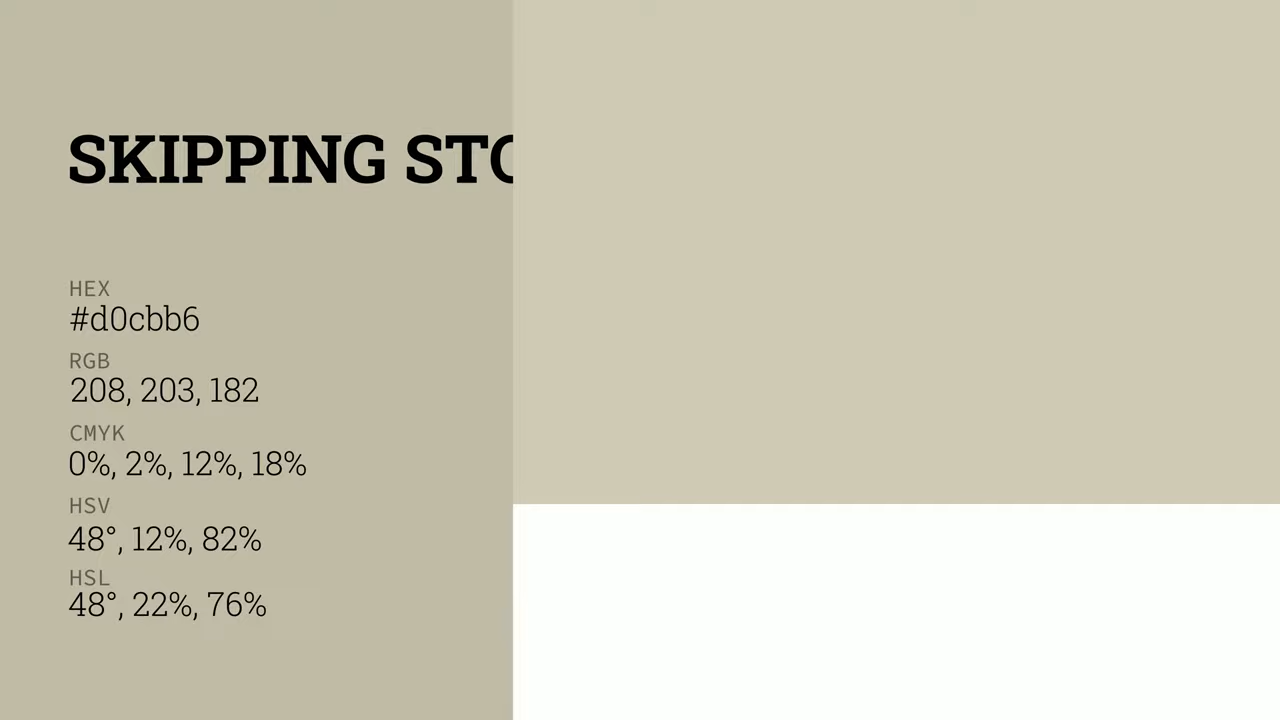 SKIPPING STO
HEX
#d0cbb6
RGB
208, 203, 182
CMYK
0%, 2%, 12%, 18%
HSV
48°, 12%, 82%
HSL
48°, 22%, 76%